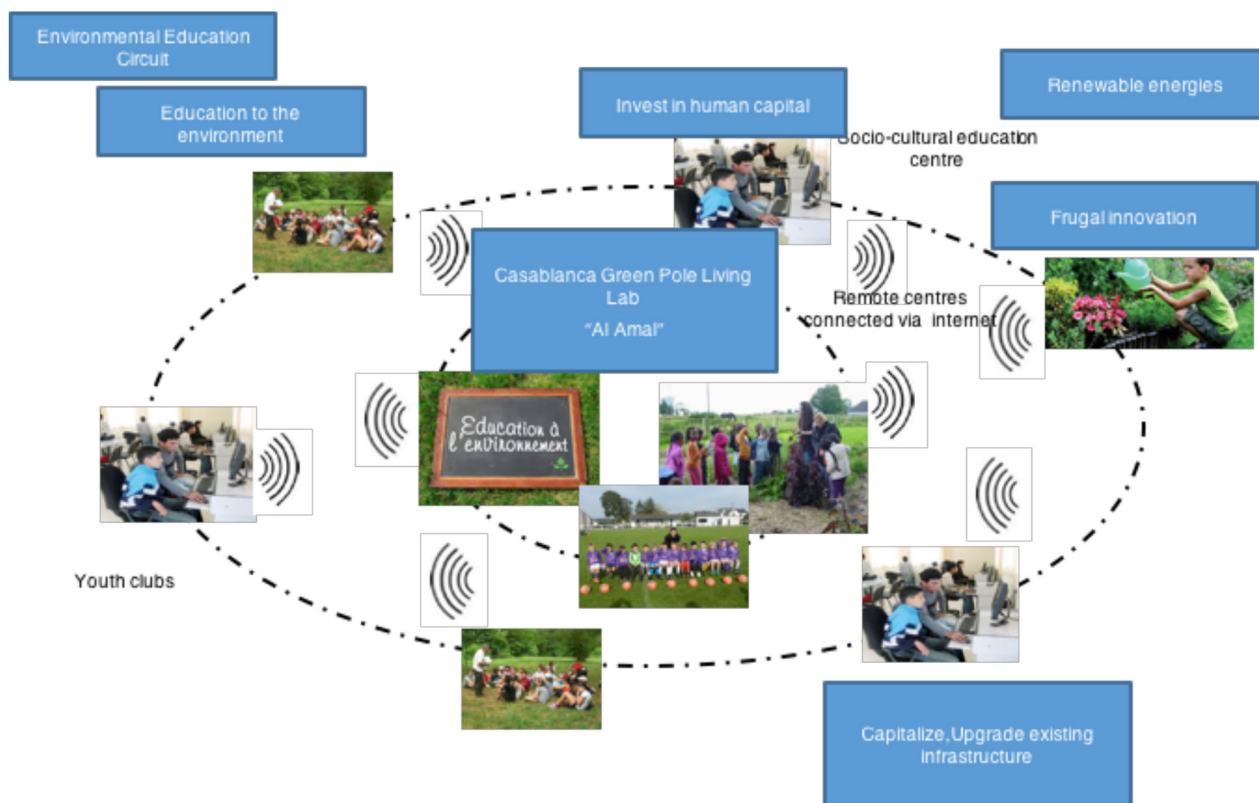 Environmental Education
Circuit
Education to the
environment
Invest in human capital
Renewable energies
Socio-cultural education
centre
Frugal innovation
Casablanca Green Pole Living
Lab
"Al Amal"
Remote centres
connected via internet
Education à
l'environnement
Youth clubs
Capitalize,Upgrade existing
infrastructure